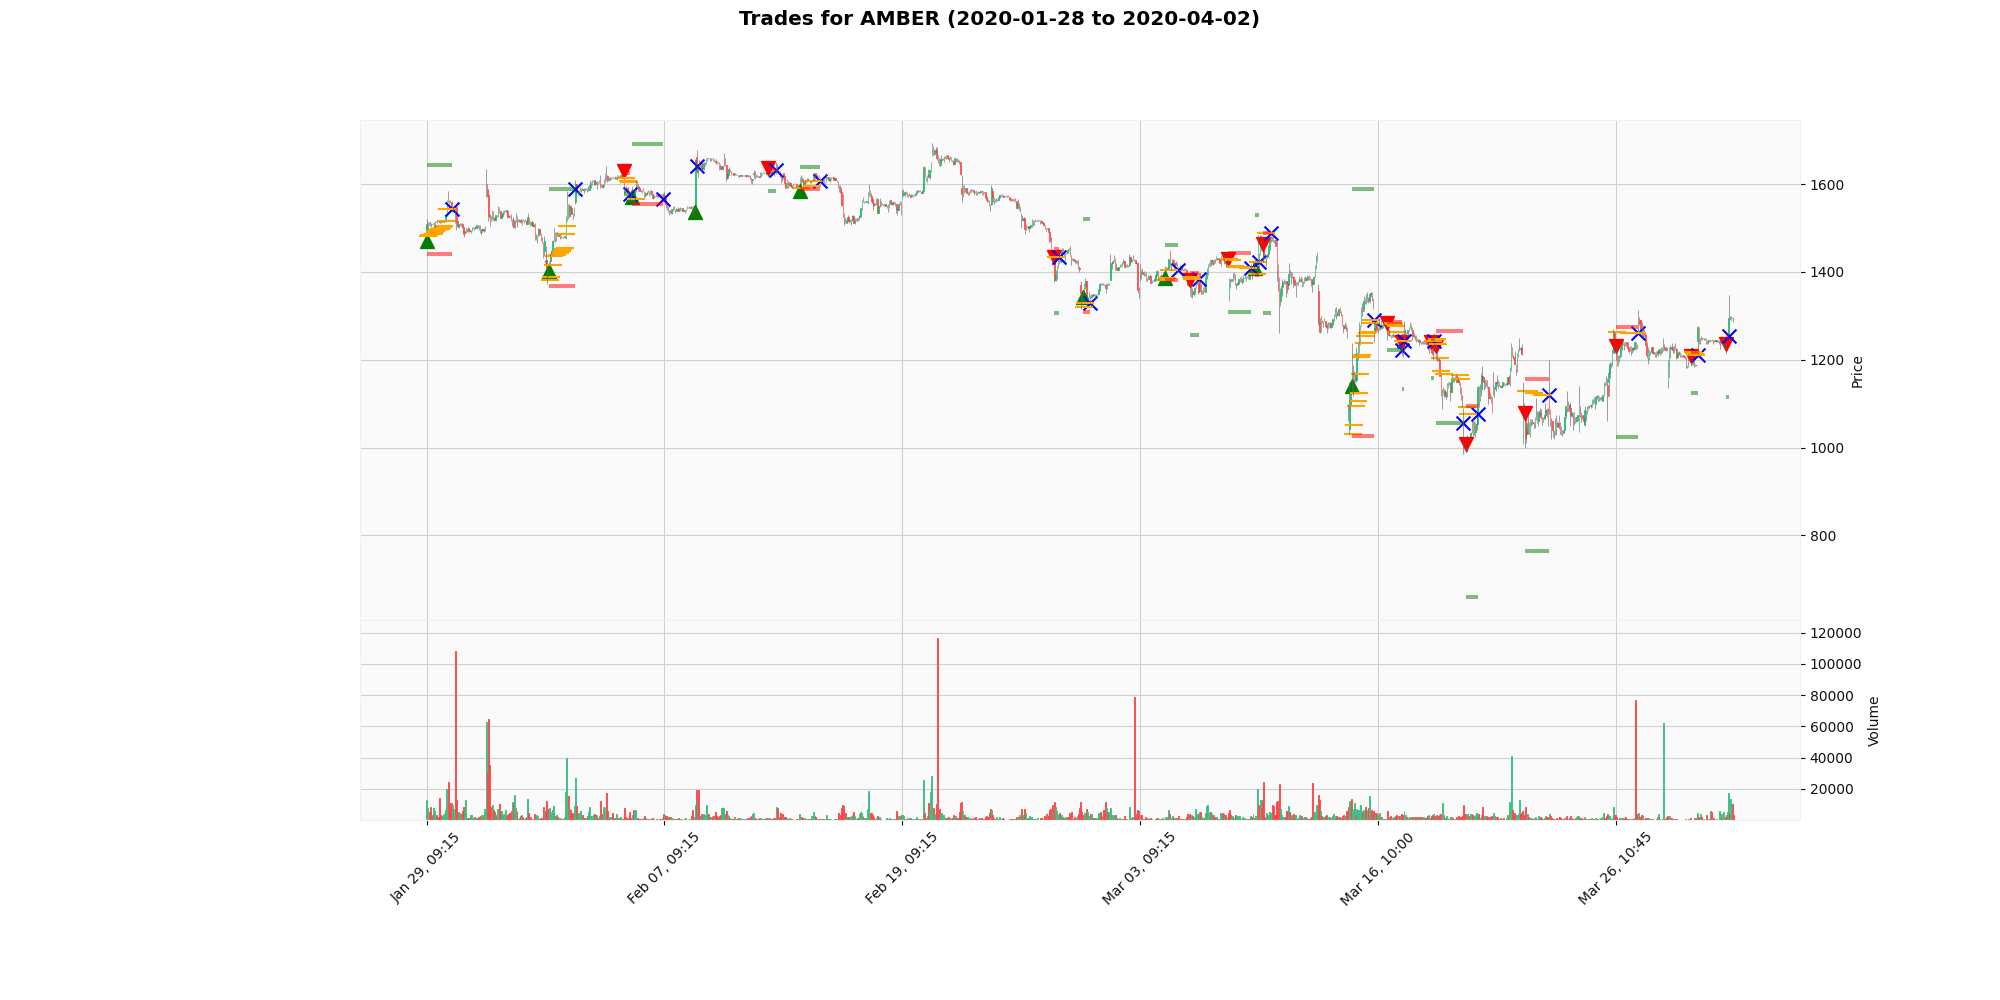 Trades for AMBER (2020-01-28 to 2020-04-02)
1600
1400
1200
1000
800
Price
120000
100000
80000
60000
40000
20000
Volume
Jan 29, 09:15
Feb 07, 09:15
Feb 19, 09:15
Mar 03, 09:15
Mar 16, 10:00
Mar 26, 10:45